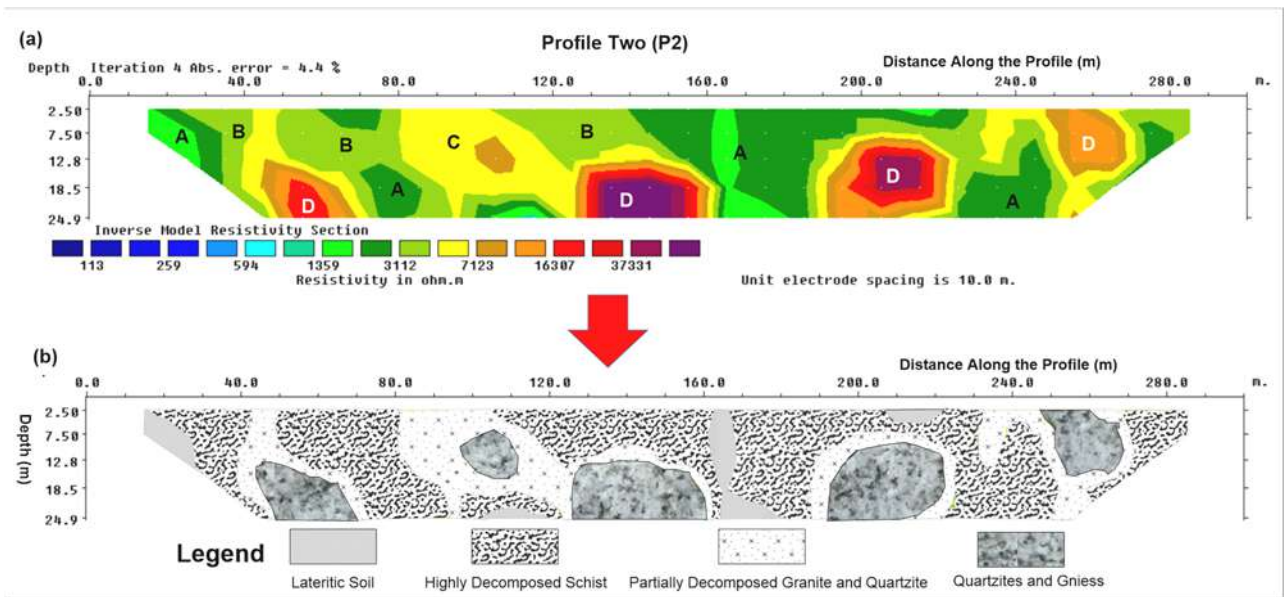 (a)
Profile Two (P2)
Depth Iteration 4 Abs. error = 4.4 %
Distance Along the Profile (m)
0.0 40.0 80.0 120.0 160.0 200.0 240.0 280.0 m.
2.50
7.50
12.8
18.5
24.9
A B B C B A D
D A D D A
Inverse Model Resistivity Section
113 259 594 1359 3112 7123 16307 37331
Resistivity in ohm.m
Unit electrode spacing is 10.0 m.
(b)
Distance Along the Profile (m)
0.0 40.0 80.0 120.0 160.0 200.0 240.0 280.0 m.
Depth (m)
2.50
7.50
12.8
18.5
24.9
Legend
Lateritic Soil
Highly Decomposed Schist
Partially Decomposed Granite and Quartzite
Quartzites and Gniess